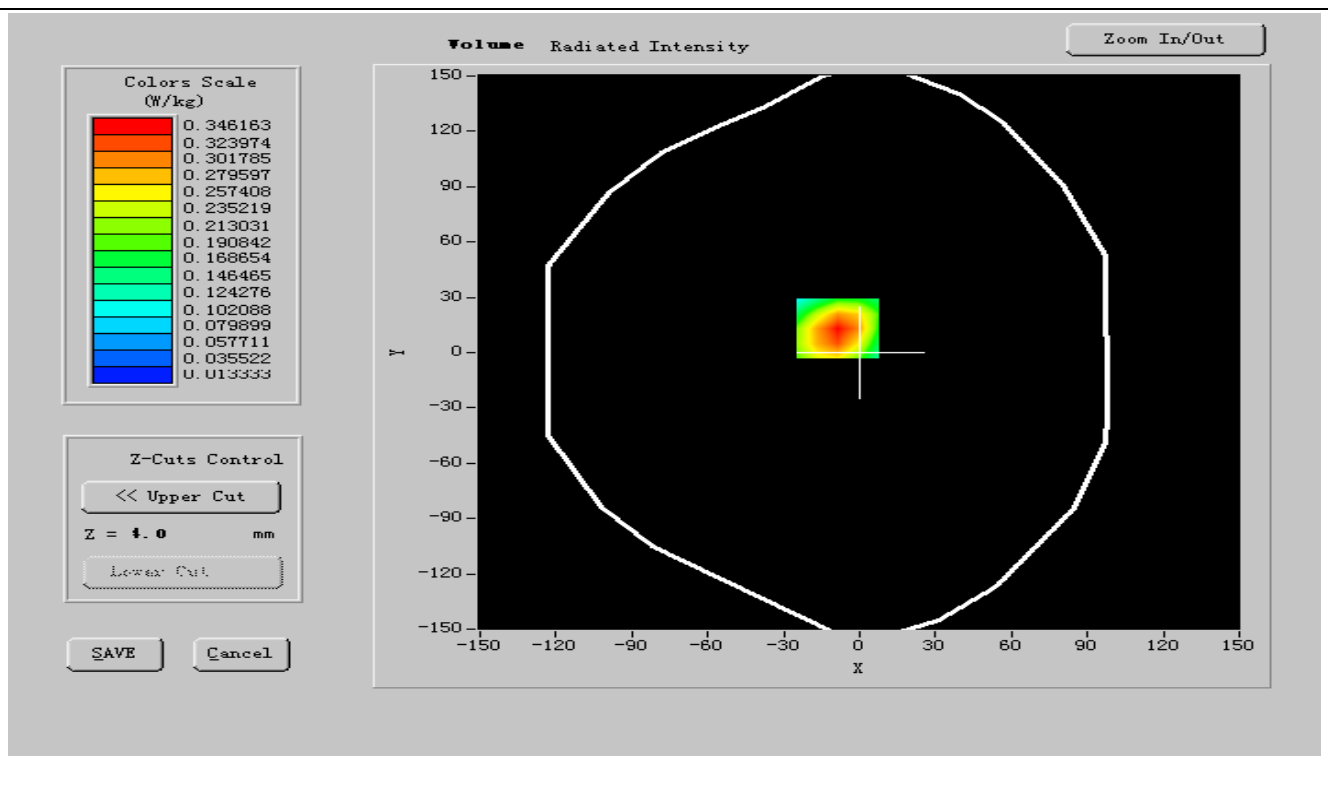 Volume Radiated Intensity
Zoom In/Out
Colors Scale
(W/kg)
0.346163
0.323974
0.301785
0.279597
0.257408
0.235219
0.213031
0.190842
0.168654
0.146465
0.124276
0.102088
0.079899
0.057711
0.035522
0.013333
Z-Cuts Control
<< Upper Cut
Z = 4.0 mm
Lower Cut
SAVE Cancel
150
120
90
60
30
0
-30
-60
-90
-120
-150
Y
-150 -120 -90 -60 -30 0 30 60 90 120 150
X